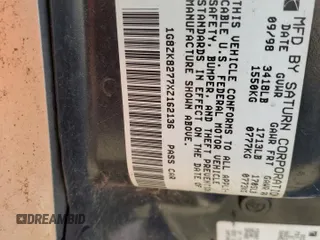 MFD BY SATURN CORPORATION
DATE GVWR GAWR FRT GAWR
09/98 3418LB 1713LB
1550KG 0777KG
THIS VEHICLE CONFORMS TO ALL
CABLE U.S. FEDERAL MOTOR VEHICLE
SAFETY, BUMPER, AND THEFT PREVENTION
STANDARDS IN EFFECT ON THE DATE OF
MANUFACTURE SHOWN
1G8ZK8277XZ162136 PASS CAR
DREAMBID